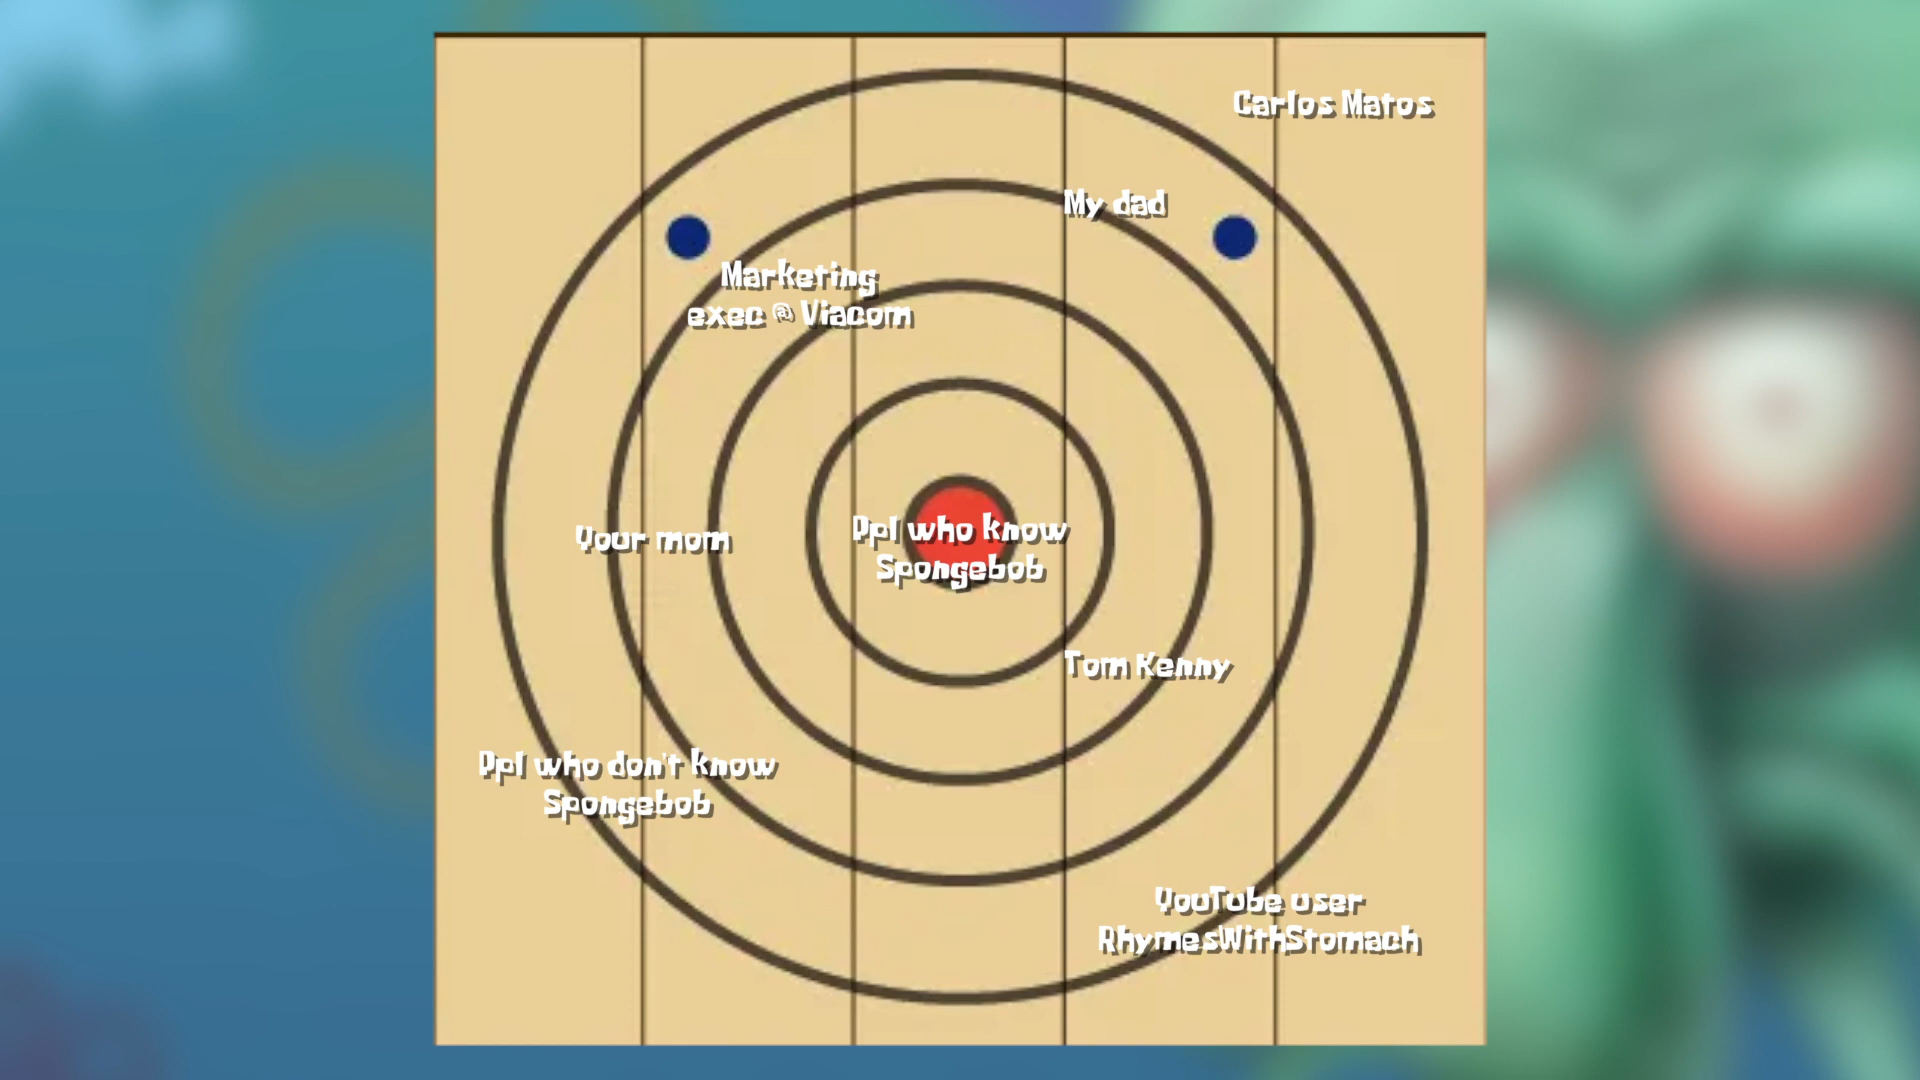 Carlos Matos
My dad
Marketing
exec @ Viacom
Your mom
Ppl who know
Spongebob
Tom Kenny
Ppl who don't know
Spongebob
YouTube user
RhymesWithStomach